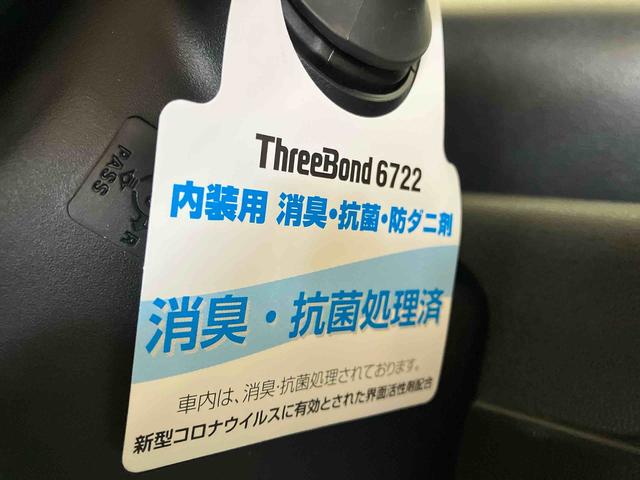 ThreeBond 6722
内装用 消臭・抗菌・防ダニ剤
消臭・抗菌処理済
車内は、消臭・抗菌処理されております。
新型コロナウイルスに有効とされた界面活性剤配合
PASS